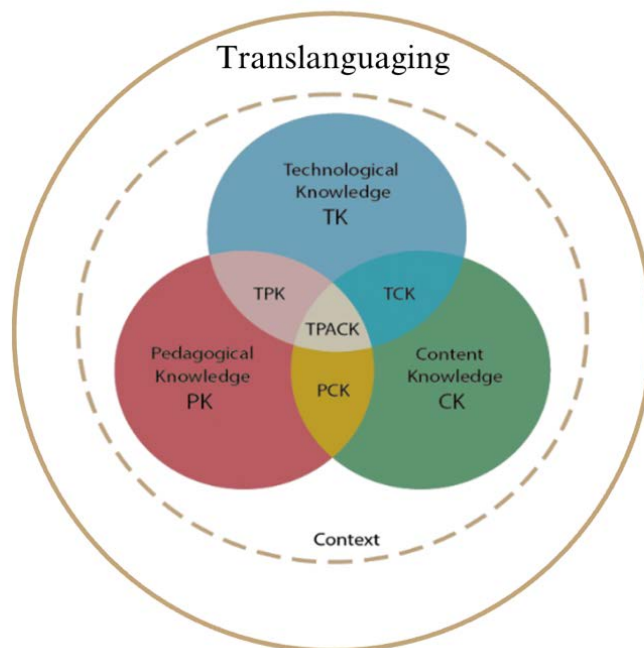 Translanguaging
Technological
Knowledge
TK
TPK
TCK
TPACK
Pedagogical
Knowledge
PK
PCK
Content
Knowledge
CK
Context